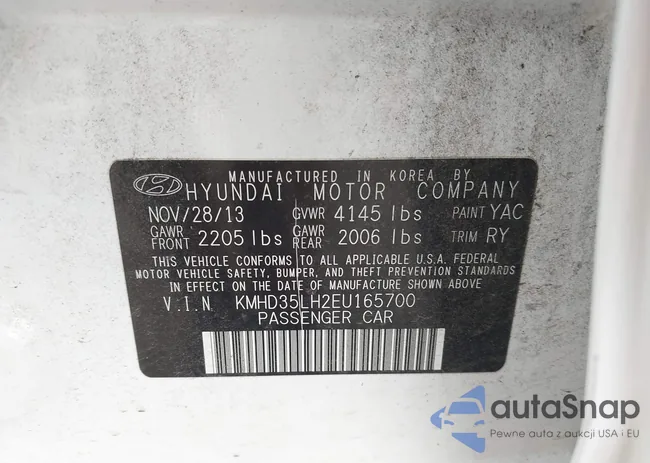 MANUFACTURED IN KOREA BY
HYUNDAI MOTOR COMPANY
NOV/28/13 GVWR 4145 lbs PAINT YAC
GAWR FRONT 2205 lbs GAWR REAR 2006 lbs TRIM RY
THIS VEHICLE CONFORMS TO ALL APPLICABLE U.S.A. FEDERAL
MOTOR VEHICLE SAFETY, BUMPER, AND THEFT PREVENTION STANDARDS
IN EFFECT ON THE DATE OF MANUFACTURE SHOWN ABOVE.
V.I.N KMHD35LH2EU165700
PASSENGER CAR
autaSnap
Pewne auta z aukcji USA i EU